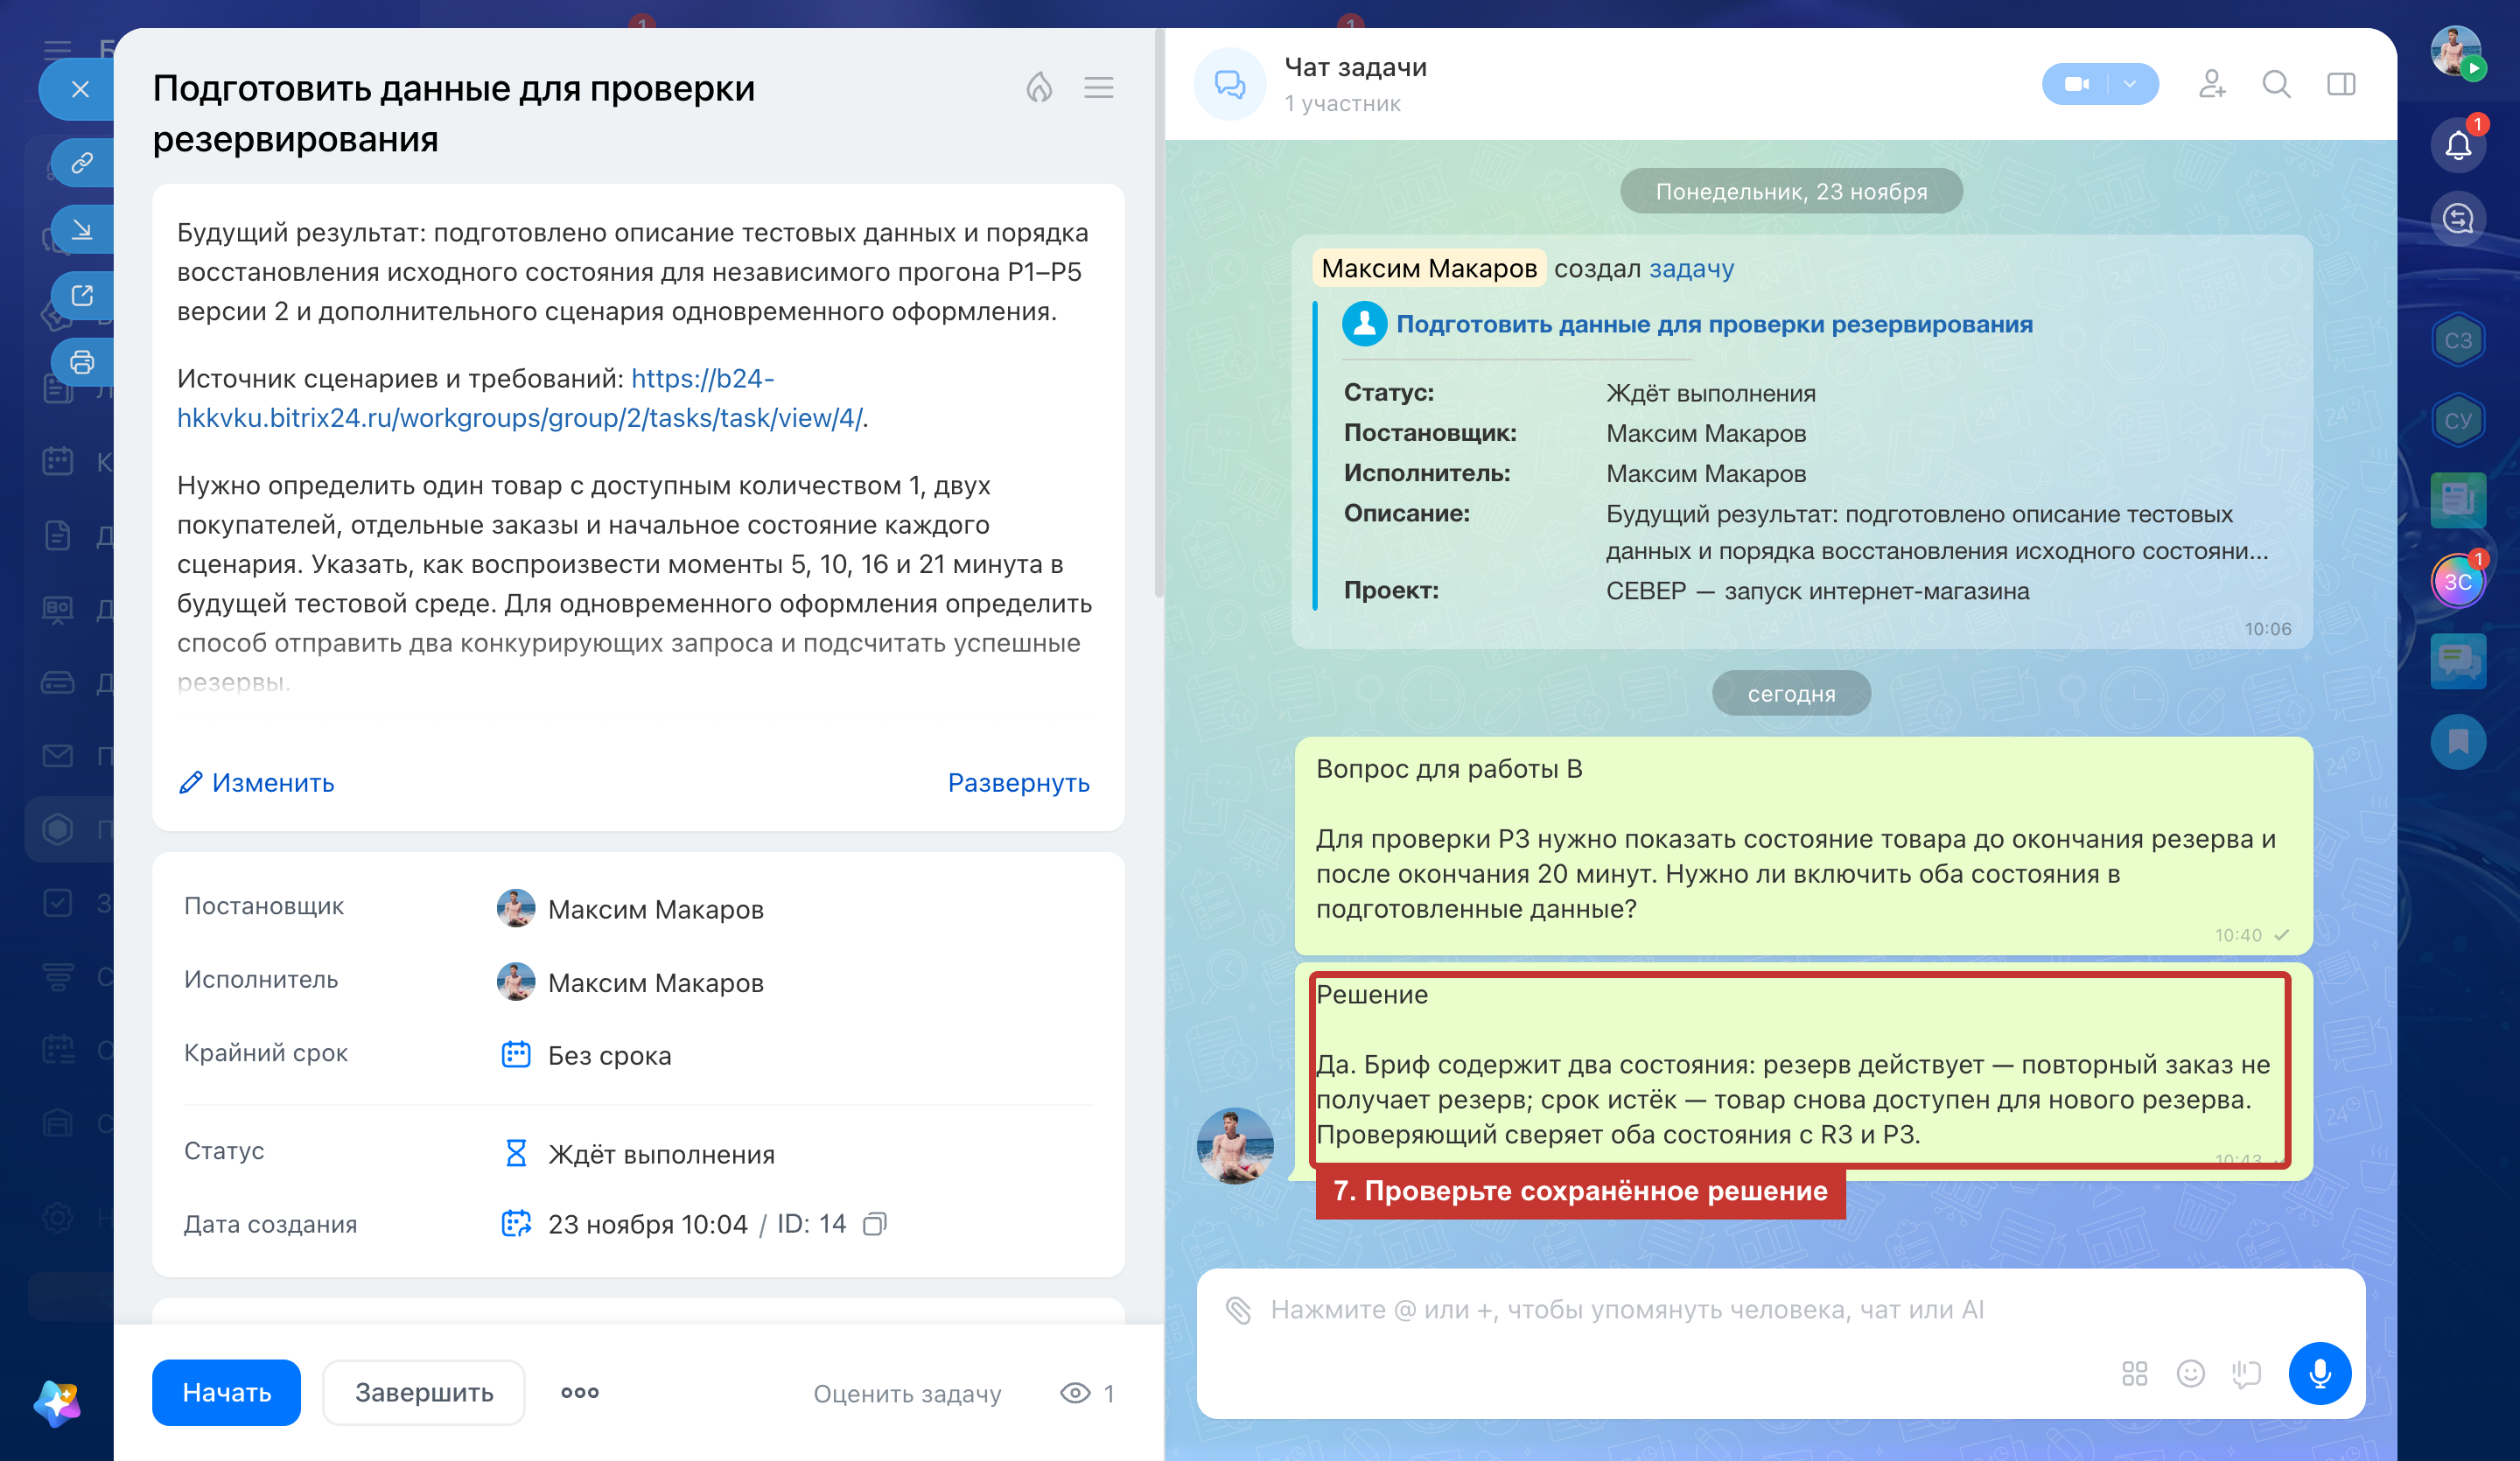 1
1
Подготовить данные для проверки
резервирования
Будущий результат: подготовлено описание тестовых данных и порядка
восстановления исходного состояния для независимого прогона P1–P5
версии 2 и дополнительного сценария одновременного оформления.
Источник сценариев и требований: https://b24-
hkkvku.bitrix24.ru/workgroups/group/2/tasks/task/view/4/.
Нужно определить один товар с доступным количеством 1, двух
покупателей, отдельные заказы и начальное состояние каждого
сценария. Указать, как воспроизвести моменты 5, 10, 16 и 21 минута в
будущей тестовой среде. Для одновременного оформления определить
способ отправить два конкурирующих запроса и подсчитать успешные
резервы.
Изменить
Развернуть
Постановщик
Максим Макаров
Исполнитель
Максим Макаров
Крайний срок
Без срока
Статус
Ждёт выполнения
Дата создания
23 ноября 10:04 / ID: 14
Начать
Завершить
Оценить задачу
1
Чат задачи
1 участник
Понедельник, 23 ноября
Максим Макаров создал задачу
Подготовить данные для проверки резервирования
Статус: Ждёт выполнения
Постановщик: Максим Макаров
Исполнитель: Максим Макаров
Описание: Будущий результат: подготовлено описание тестовых
данных и порядка восстановления исходного состояни...
Проект: СЕВЕР — запуск интернет-магазина
10:06
сегодня
Вопрос для работы B
Для проверки P3 нужно показать состояние товара до окончания резерва и
после окончания 20 минут. Нужно ли включить оба состояния в
подготовленные данные?
10:40
Решение
Да. Бриф содержит два состояния: резерв действует — повторный заказ не
получает резерв; срок истёк — товар снова доступен для нового резерва.
Проверяющий сверяет оба состояния с R3 и P3.
10:43
7. Проверьте сохранённое решение
Нажмите @ или +, чтобы упомянуть человека, чат или AI
1
СЗ
СУ
ЗС
1